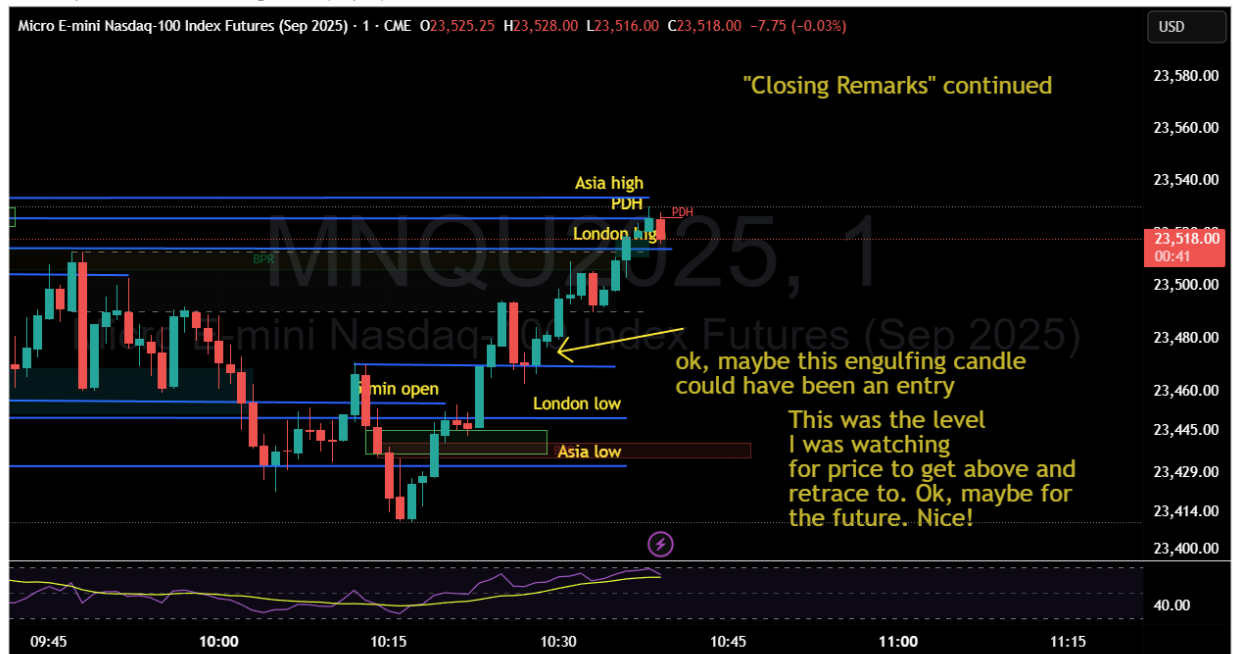 Micro E-mini Nasdaq-100 Index Futures (Sep 2025) · 1 · CME O23,525.25 H23,528.00 L23,516.00 C23,518.00 −7.75 (−0.03%)
USD
"Closing Remarks" continued
23,580.00
23,560.00
23,540.00
Asia high
PDH
PDH
London hig
23,518.00
00:41
BPR
MNQU2025, 1
23,500.00
Micro E-mini Nasdaq-100 Index Futures (Sep 2025)
23,480.00
ok, maybe this engulfing candle
could have been an entry
23,460.00
min open
London low
This was the level
I was watching
for price to get above and
retrace to. Ok, maybe for
the future. Nice!
23,445.00
Asia low
23,429.00
23,414.00
23,400.00
40.00
09:45 10:00 10:15 10:30 10:45 11:00 11:15